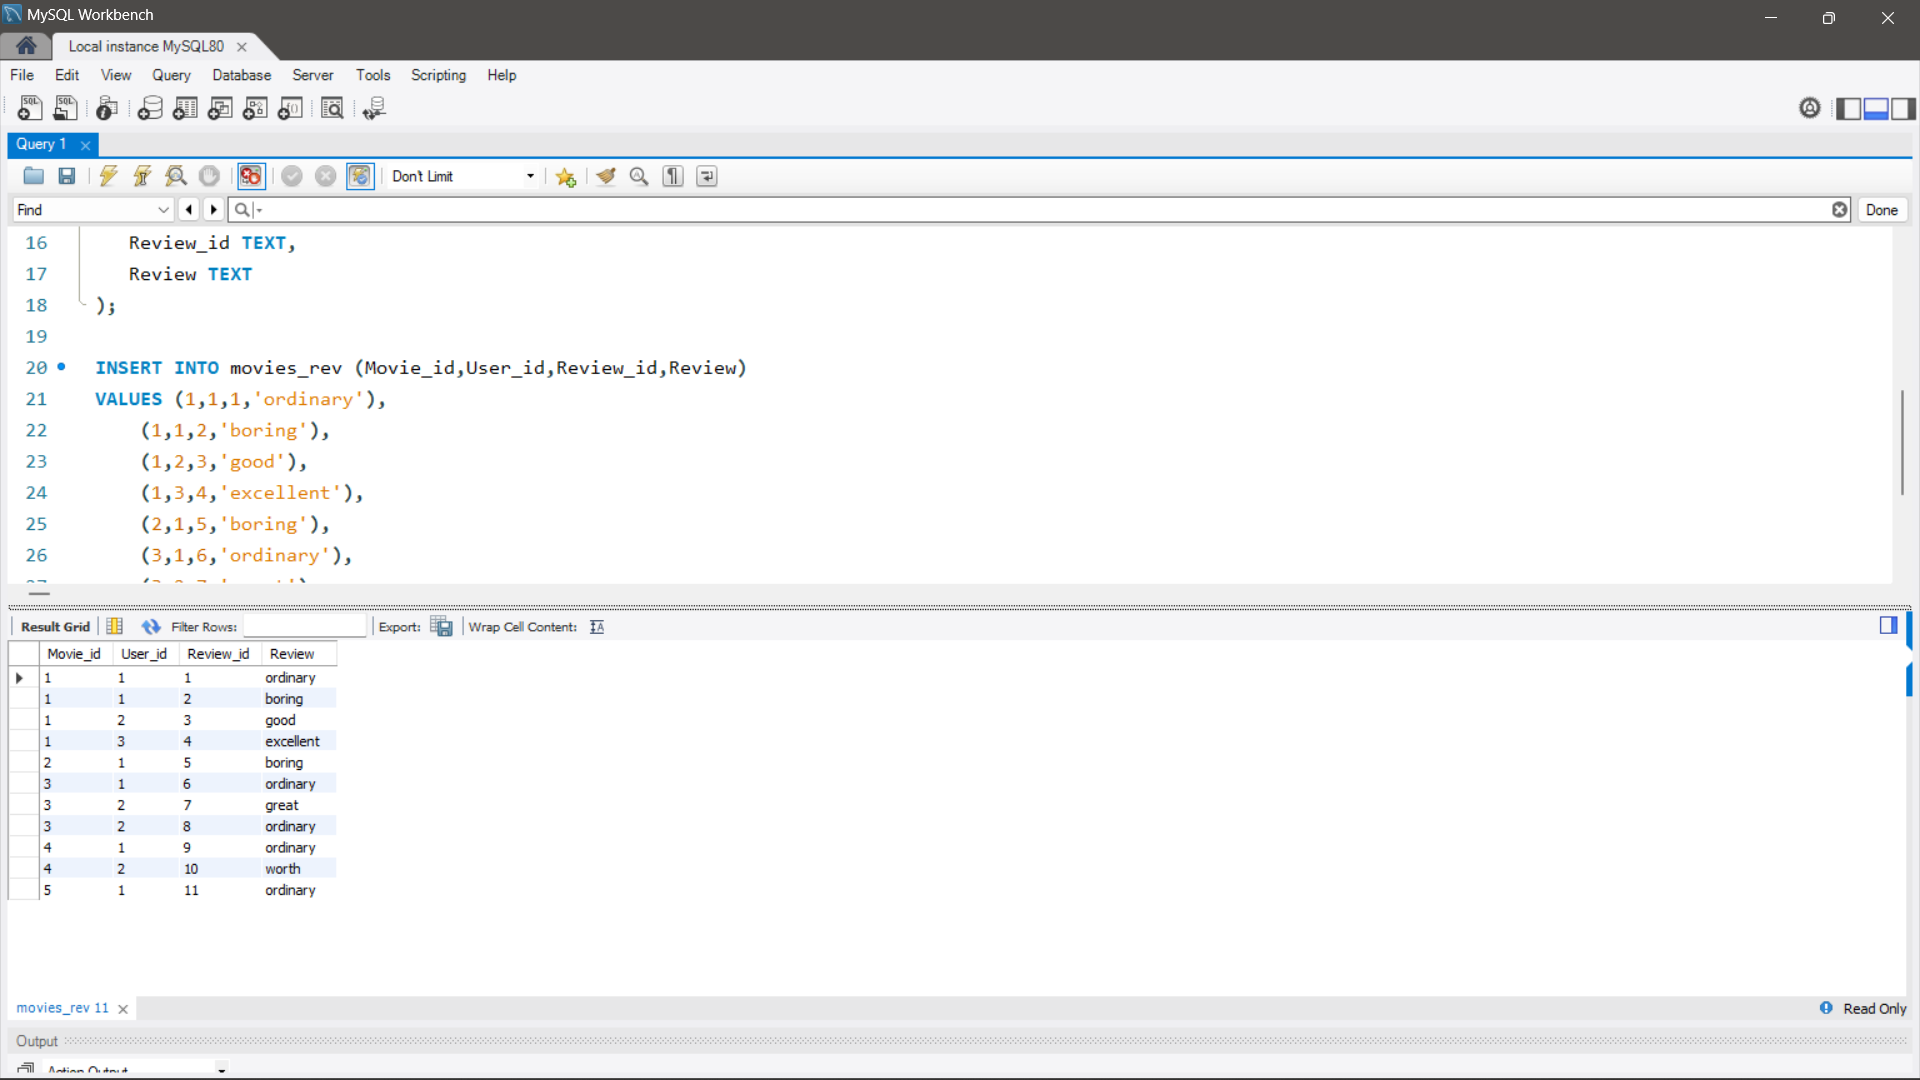 MySQL Workbench
Local instance MySQL80
File Edit View Query Database Server Tools Scripting Help
Query 1
Don't Limit
Find Done
16 Review_id TEXT,
17 Review TEXT
18 );
19
20 INSERT INTO movies_rev (Movie_id,User_id,Review_id,Review)
21 VALUES (1,1,1,'ordinary'),
22 (1,1,2,'boring'),
23 (1,2,3,'good'),
24 (1,3,4,'excellent'),
25 (2,1,5,'boring'),
26 (3,1,6,'ordinary'),
Result Grid Filter Rows: Export: Wrap Cell Content:
Movie_id User_id Review_id Review
1 1 1 ordinary
1 1 2 boring
1 2 3 good
1 3 4 excellent
2 1 5 boring
3 1 6 ordinary
3 2 7 great
3 2 8 ordinary
4 1 9 ordinary
4 2 10 worth
5 1 11 ordinary
movies_rev 11 Read Only
Output
Action Output